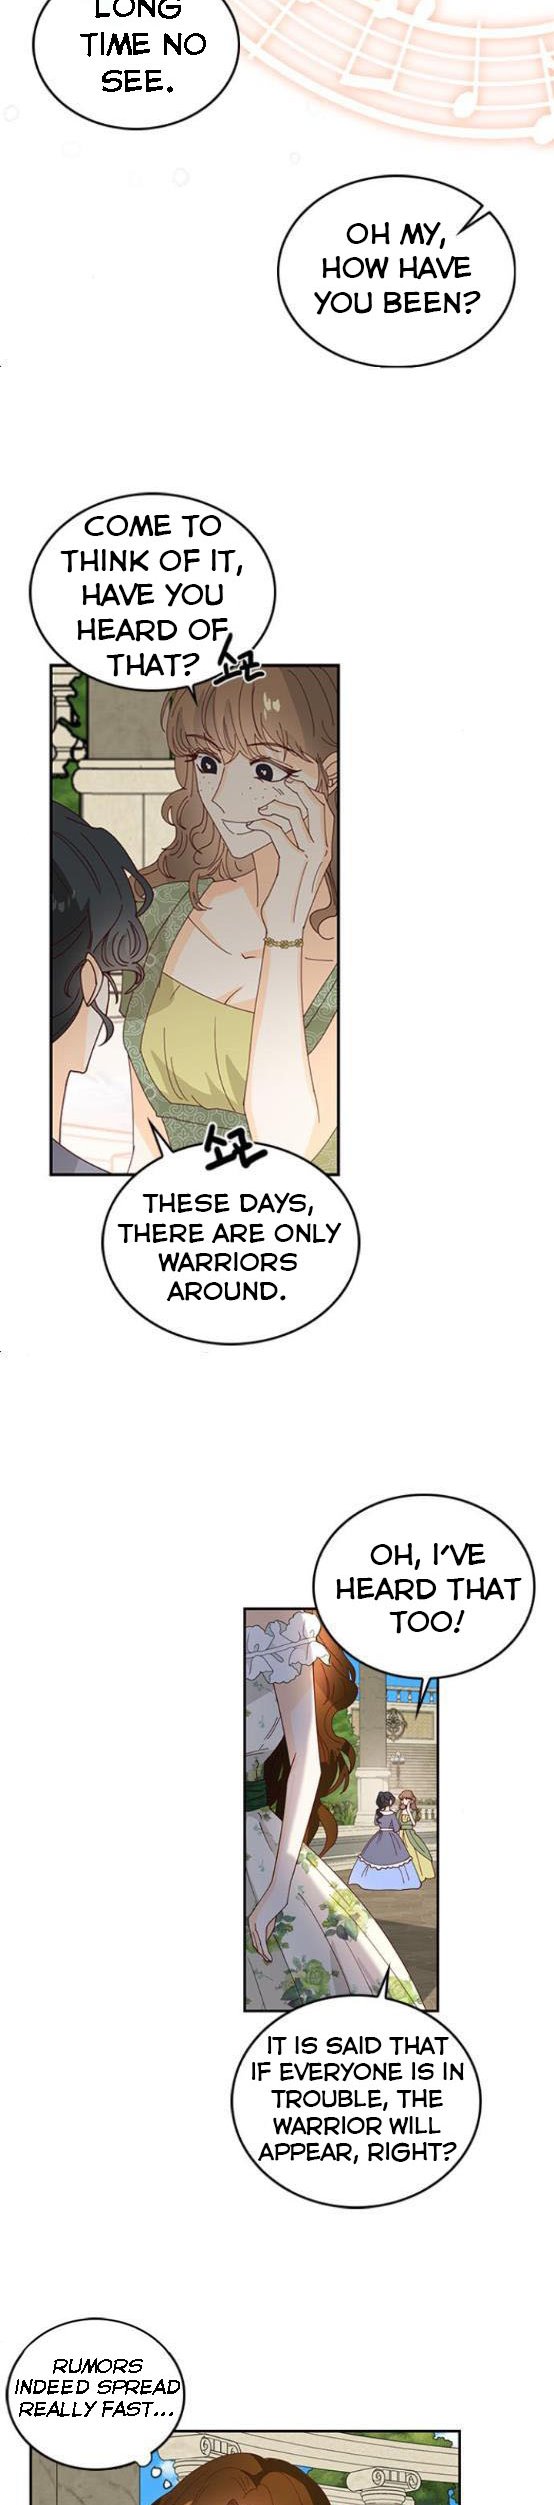 LONG
TIME NO
SEE.
OH MY,
HOW HAVE
YOU BEEN?
COME TO
THINK OF IT,
HAVE YOU
HEARD OF
THAT?
소곤
소곤
THESE DAYS,
THERE ARE ONLY
WARRIORS
AROUND.
OH, I'VE
HEARD THAT
TOO!
IT IS SAID THAT
IF EVERYONE IS IN
TROUBLE, THE
WARRIOR WILL
APPEAR, RIGHT?
RUMORS
INDEED SPREAD
REALLY FAST...